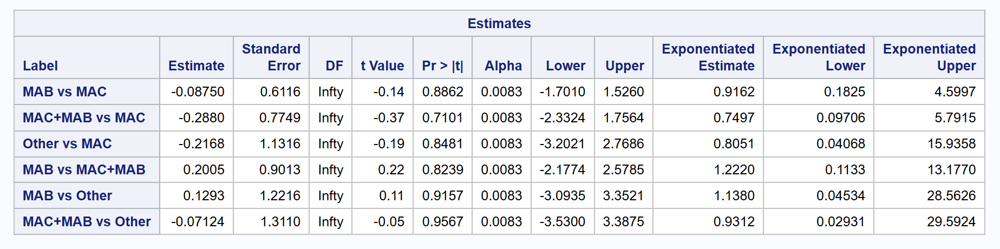 Estimates
Label Estimate Standard Error DF t Value Pr > |t| Alpha Lower Upper Exponentiated Estimate Exponentiated Lower Exponentiated Upper
MAB vs MAC -0.08750 0.6116 Infty -0.14 0.8862 0.0083 -1.7010 1.5260 0.9162 0.1825 4.5997
MAC+MAB vs MAC -0.2880 0.7749 Infty -0.37 0.7101 0.0083 -2.3324 1.7564 0.7497 0.09706 5.7915
Other vs MAC -0.2168 1.1316 Infty -0.19 0.8481 0.0083 -3.2021 2.7686 0.8051 0.04068 15.9358
MAB vs MAC+MAB 0.2005 0.9013 Infty 0.22 0.8239 0.0083 -2.1774 2.5785 1.2220 0.1133 13.1770
MAB vs Other 0.1293 1.2216 Infty 0.11 0.9157 0.0083 -3.0935 3.3521 1.1380 0.04534 28.5626
MAC+MAB vs Other -0.07124 1.3110 Infty -0.05 0.9567 0.0083 -3.5300 3.3875 0.9312 0.02931 29.5924